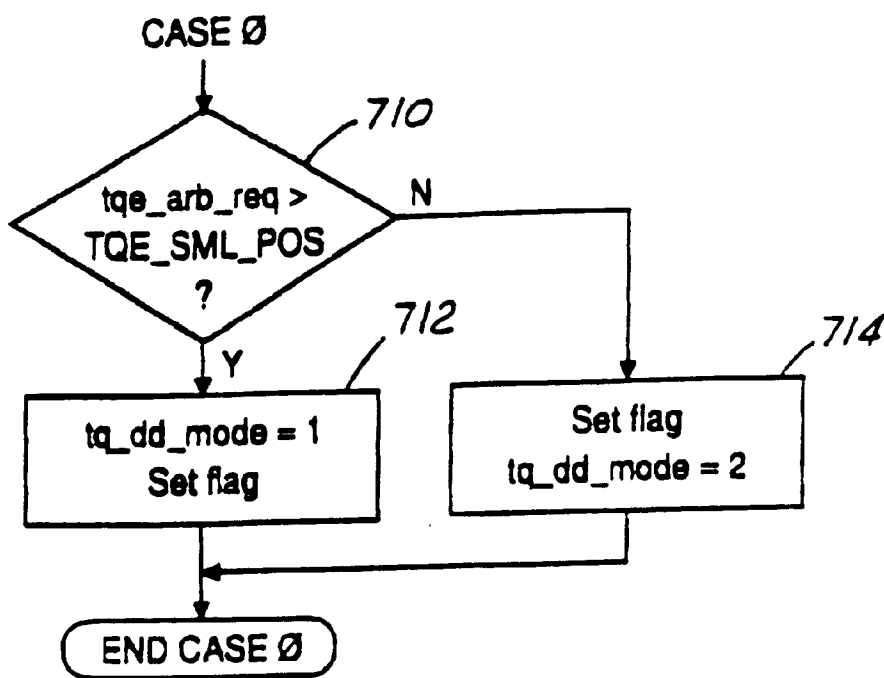 CASE Ø
710
tqe_arb_req >
TQE_SML_POS
?
N
Y
712
tq_dd_mode = 1
Set flag
714
Set flag
tq_dd_mode = 2
END CASE Ø